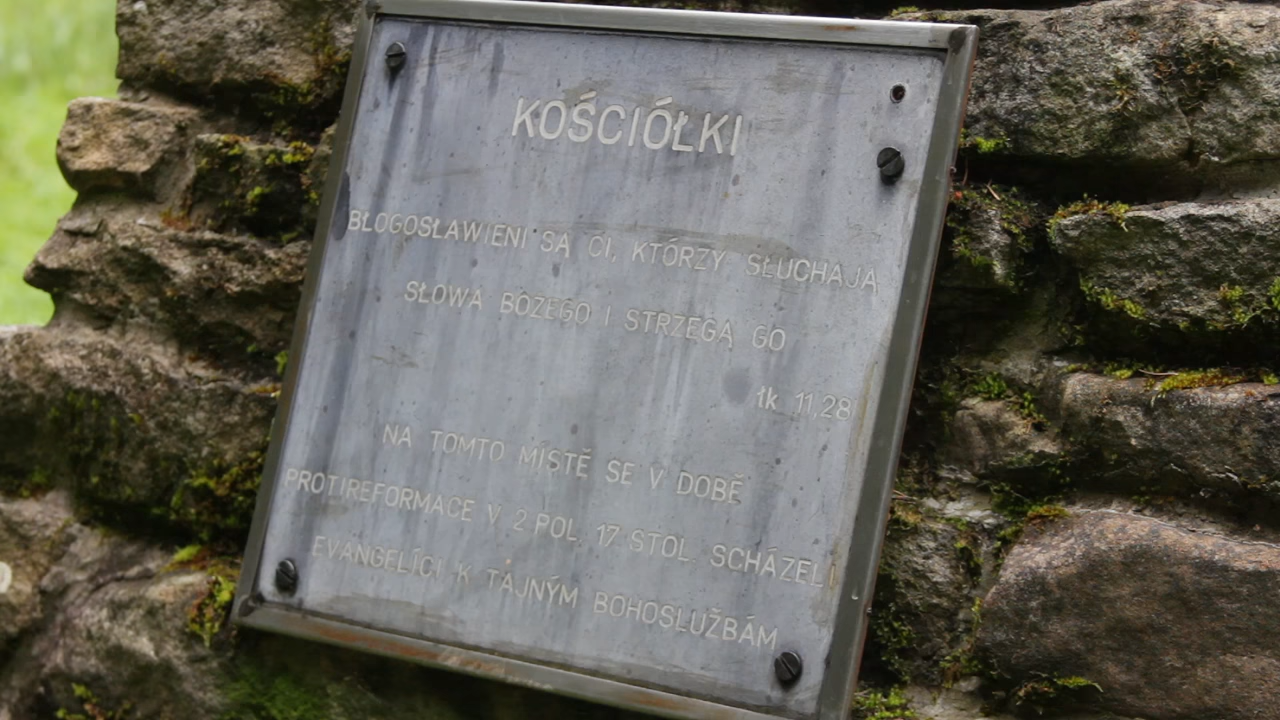 KOŚCIÓŁKI
BŁOGOSŁAWIENI SĄ CI, KTÓRZY SŁUCHAJĄ
SŁOWA BOŻEGO I STRZEGĄ GO
łk 11,28
NA TOMTO MÍSTĚ SE V DOBĚ
PROTIREFORMACE V 2 POL. 17 STOL. SCHÁZELI
EVANGELÍCI K TAJNÝM BOHOSLUŽBÁM